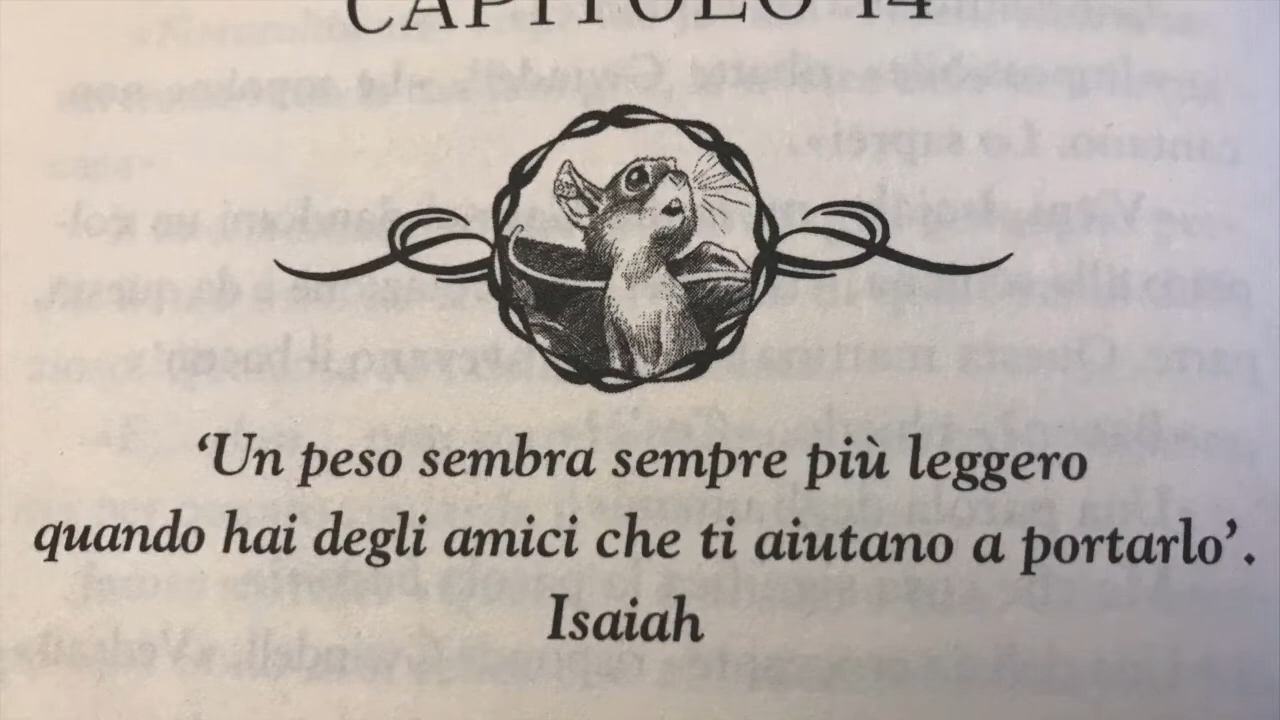 CAPITOLO 14
‘Un peso sembra sempre più leggero
quando hai degli amici che ti aiutano a portarlo’.
Isaiah